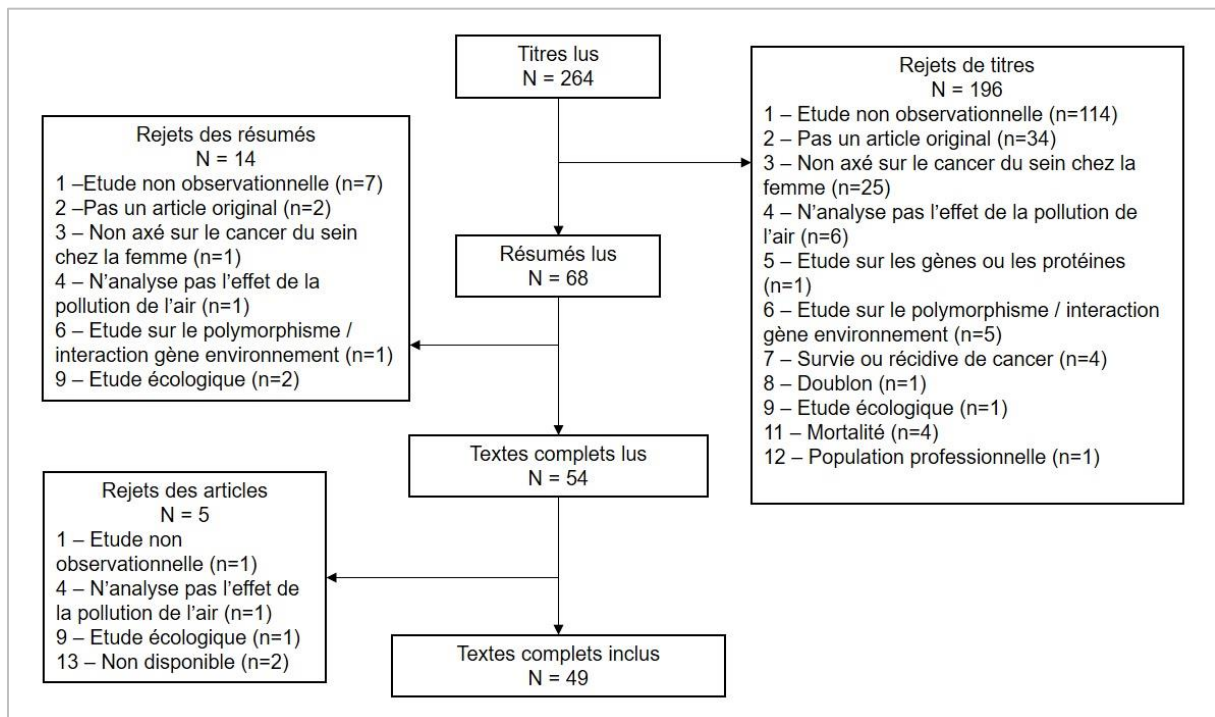 Titres lus
N = 264
Rejets de titres
N = 196
1 – Etude non observationnelle (n=114)
2 – Pas un article original (n=34)
3 – Non axé sur le cancer du sein chez la
femme (n=25)
4 – N’analyse pas l’effet de la pollution de
l’air (n=6)
5 – Etude sur les gènes ou les protéines
(n=1)
6 – Etude sur le polymorphisme / interaction
gène environnement (n=5)
7 – Survie ou récidive de cancer (n=4)
8 – Doublon (n=1)
9 – Etude écologique (n=1)
11 – Mortalité (n=4)
12 – Population professionnelle (n=1)
Rejets des résumés
N = 14
1 –Etude non observationnelle (n=7)
2 –Pas un article original (n=2)
3 – Non axé sur le cancer du sein
chez la femme (n=1)
4 – N’analyse pas l’effet de la
pollution de l’air (n=1)
6 – Etude sur le polymorphisme /
interaction gène environnement (n=1)
9 – Etude écologique (n=2)
Résumés lus
N = 68
Textes complets lus
N = 54
Rejets des articles
N = 5
1 – Etude non
observationnelle (n=1)
4 – N’analyse pas l’effet de
la pollution de l’air (n=1)
9 – Etude écologique (n=1)
13 – Non disponible (n=2)
Textes complets inclus
N = 49